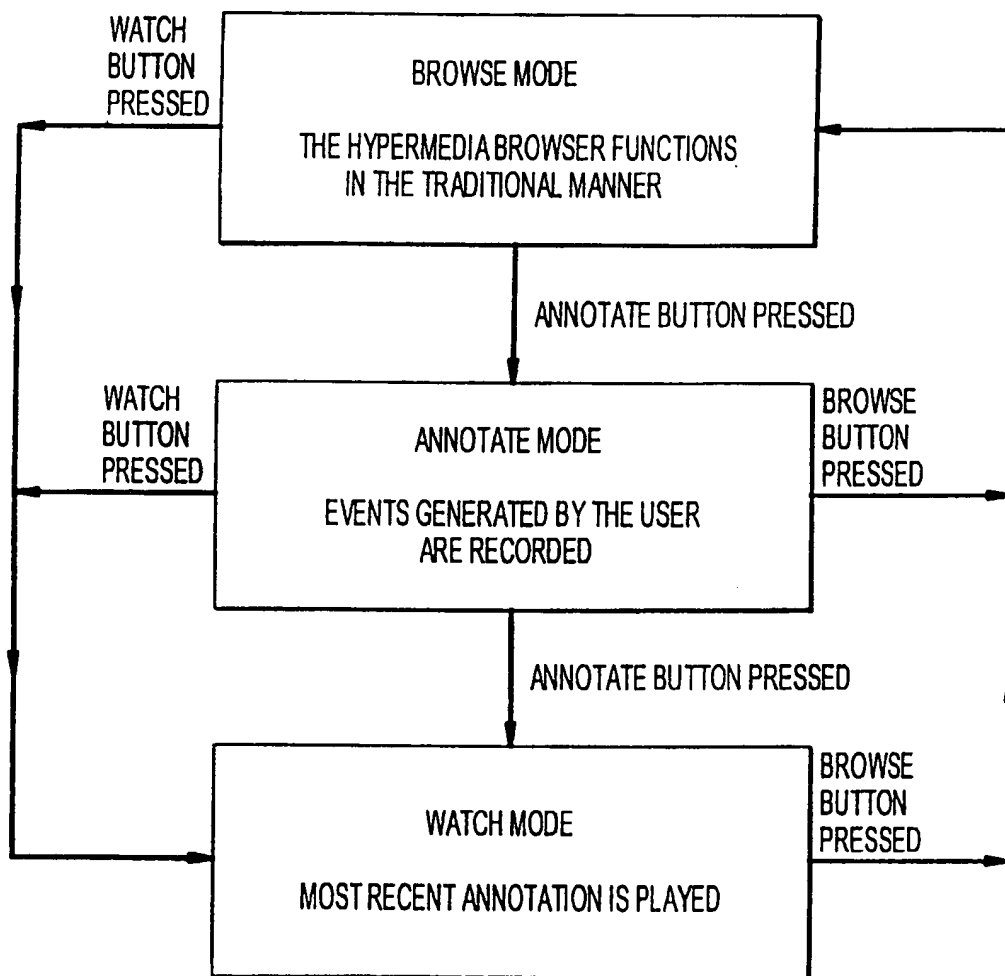 WATCH
BUTTON
PRESSED
BROWSE MODE
THE HYPERMEDIA BROWSER FUNCTIONS
IN THE TRADITIONAL MANNER
ANNOTATE BUTTON PRESSED
WATCH
BUTTON
PRESSED
ANNOTATE MODE
EVENTS GENERATED BY THE USER
ARE RECORDED
BROWSE
BUTTON
PRESSED
ANNOTATE BUTTON PRESSED
WATCH MODE
MOST RECENT ANNOTATION IS PLAYED
BROWSE
BUTTON
PRESSED